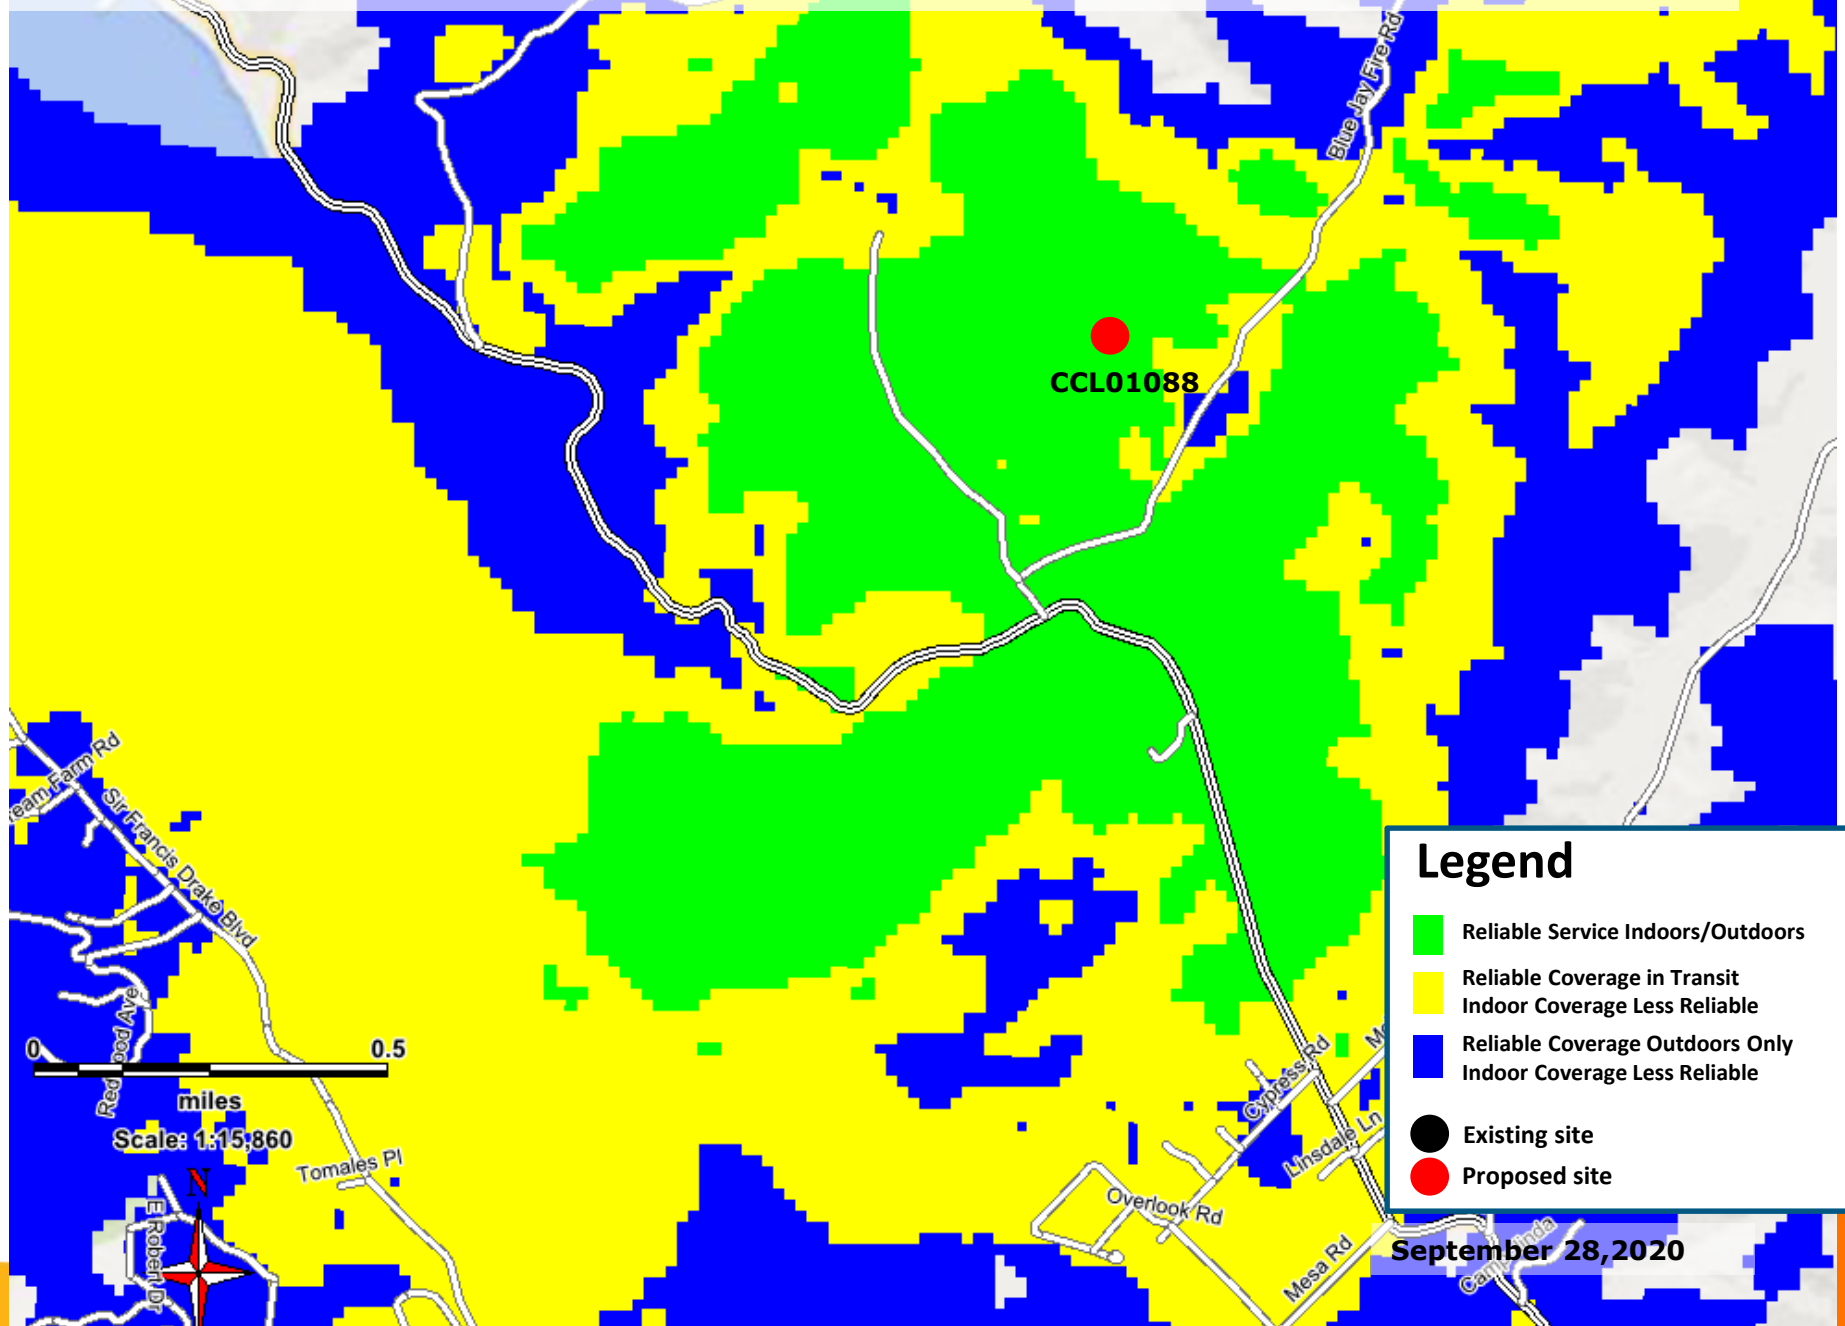 Blue Jay Fire Rd
CCL01088
Farm Rd
Sir Francis Drake Blvd
0 0.5
miles
Scale: 1:15,860
N
Tomales Pl
E Robert Dr
Cypress Rd
Linsdale Ln
Overlook Rd
Mesa Rd
Legend
Reliable Service Indoors/Outdoors
Reliable Coverage in Transit
Indoor Coverage Less Reliable
Reliable Coverage Outdoors Only
Indoor Coverage Less Reliable
Existing site
Proposed site
September 28,2020